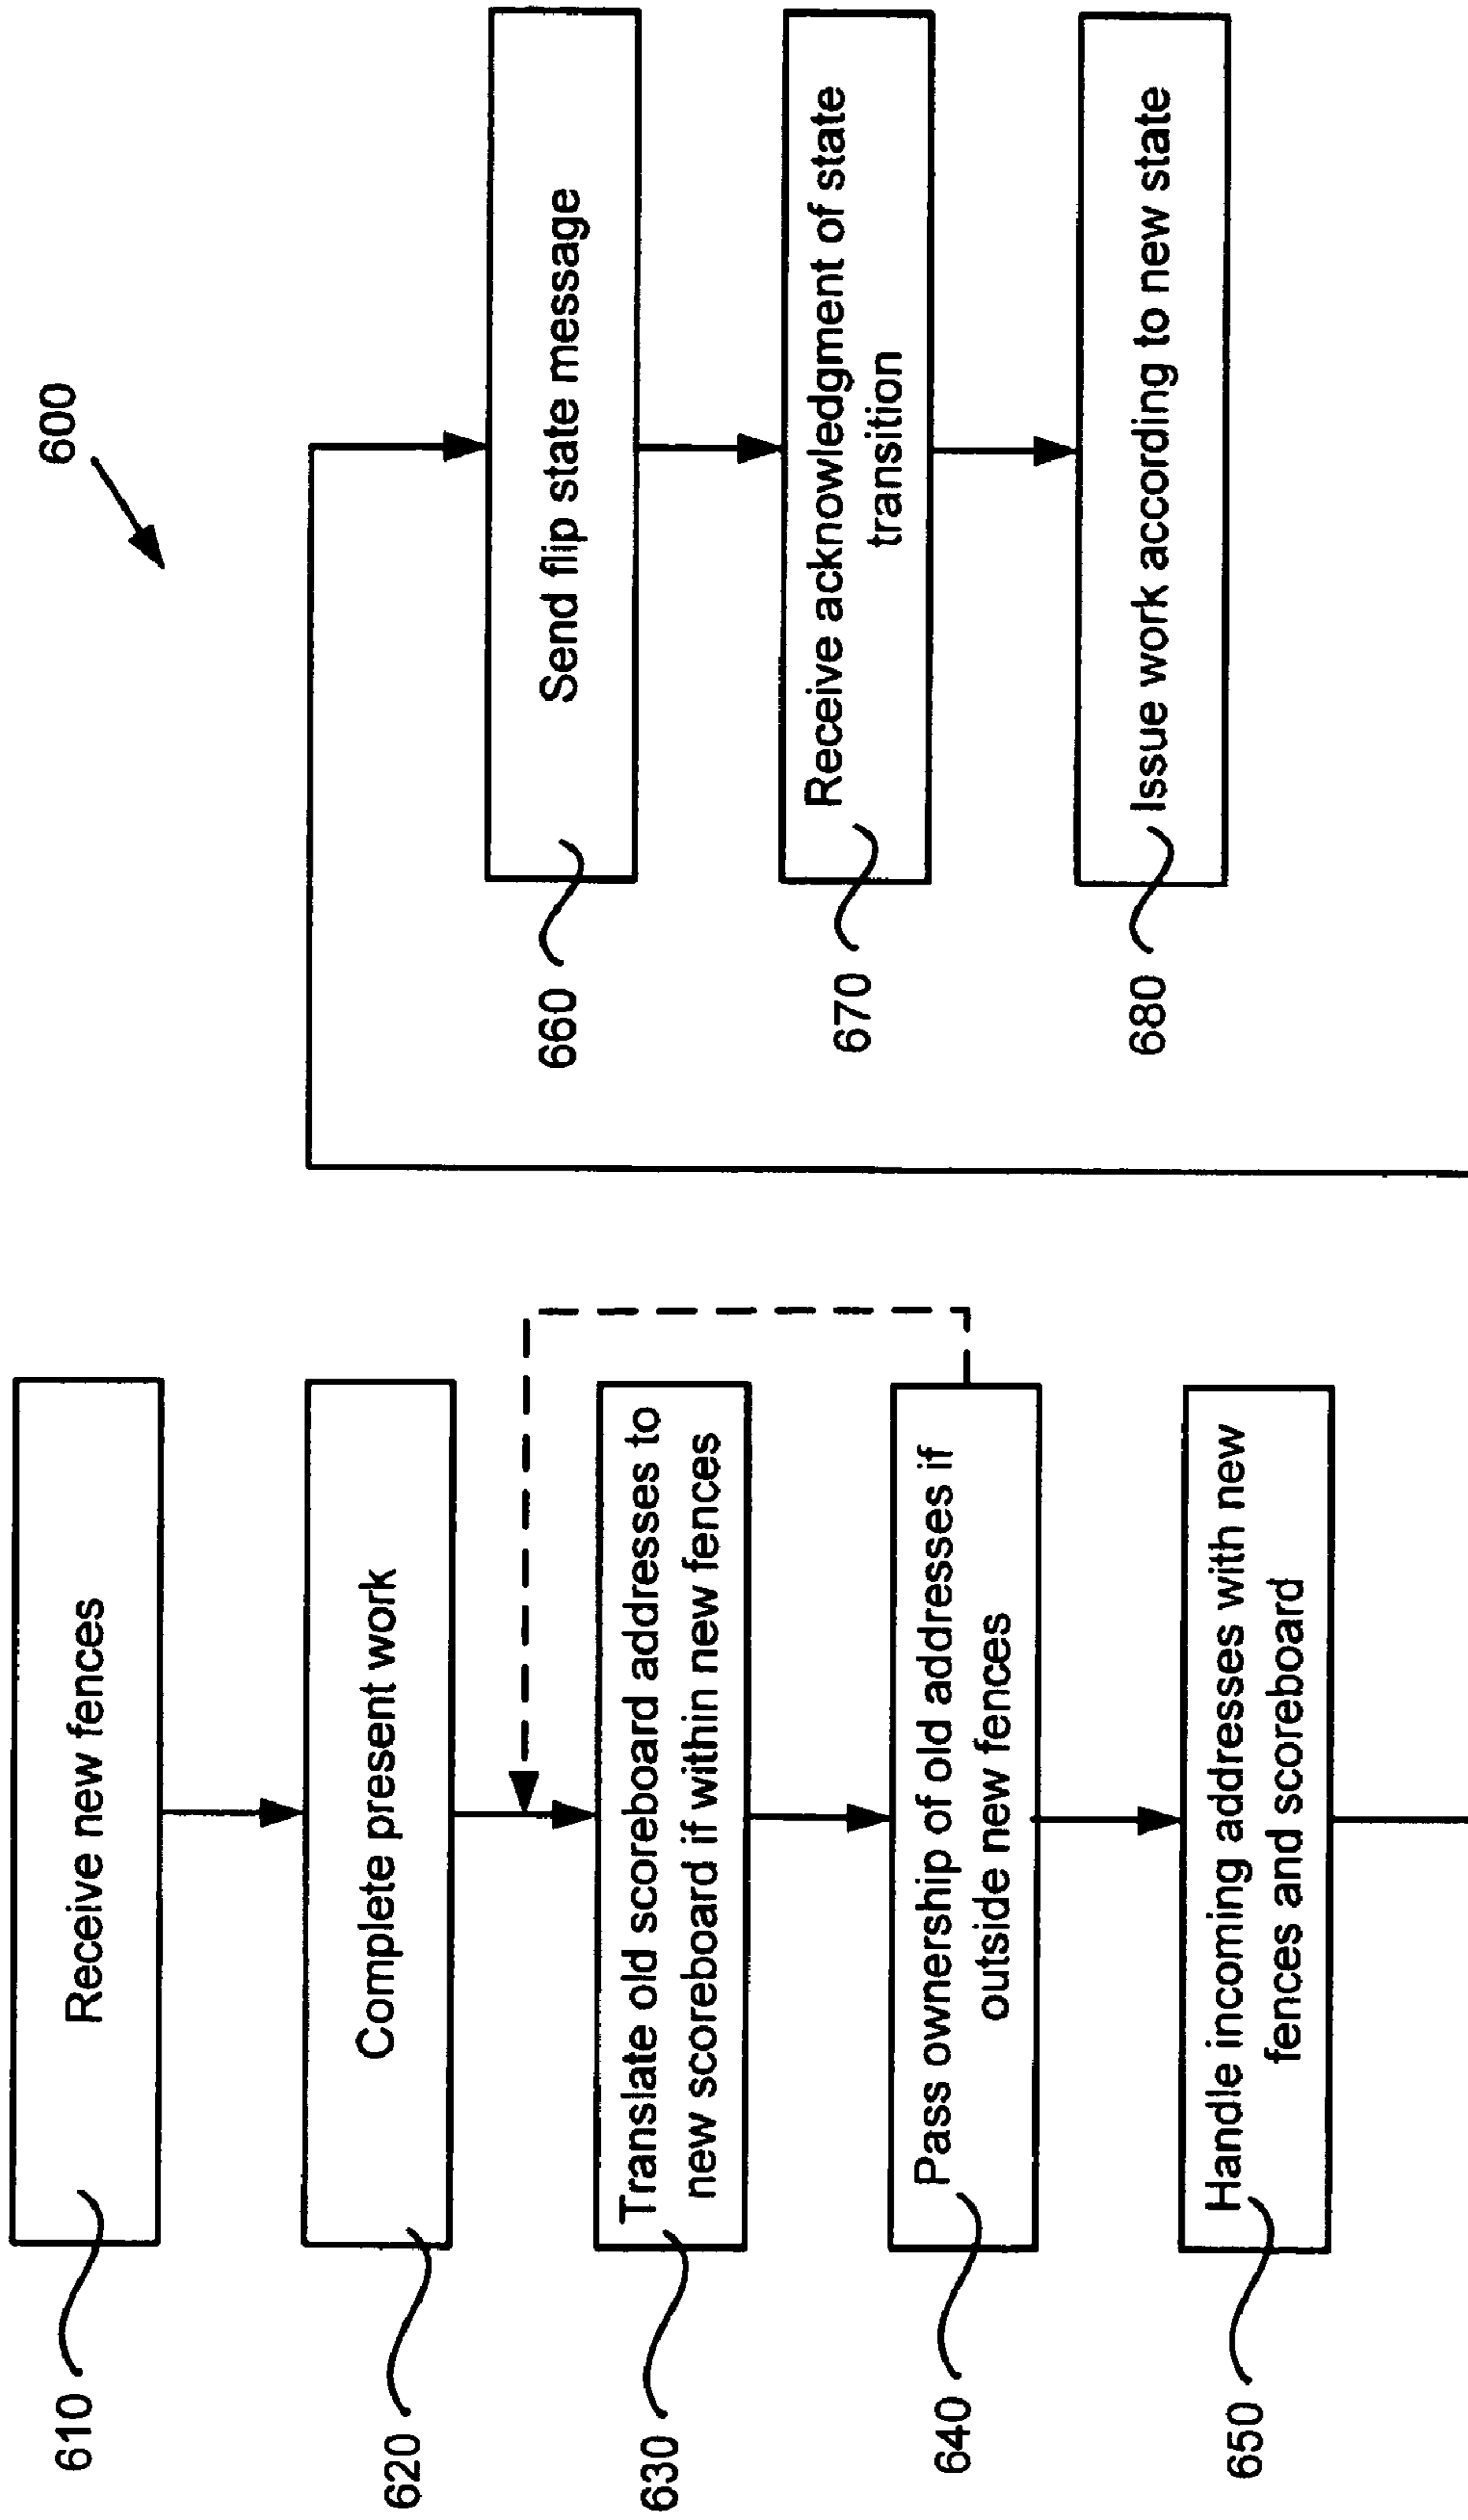 600
610
Receive new fences
620
Complete present work
630
Translate old scoreboard addresses to
new scoreboard if within new fences
640
Pass ownership of old addresses if
outside new fences
650
Handle incoming addresses with new
fences and scoreboard
660
Send flip state message
670
Receive acknowledgment of state
transition
680
Issue work according to new state